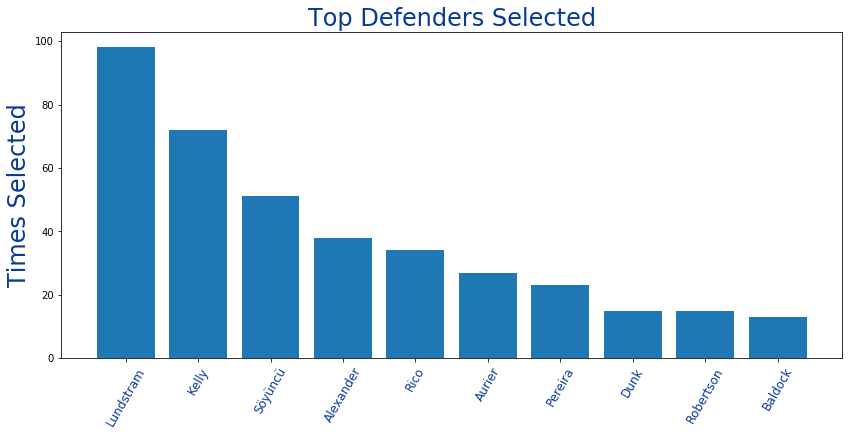 Top Defenders Selected
Times Selected
100
80
60
40
20
0
Lundstram
Kelly
Söyüncü
Alexander
Rico
Aurier
Pereira
Dunk
Robertson
Baldock